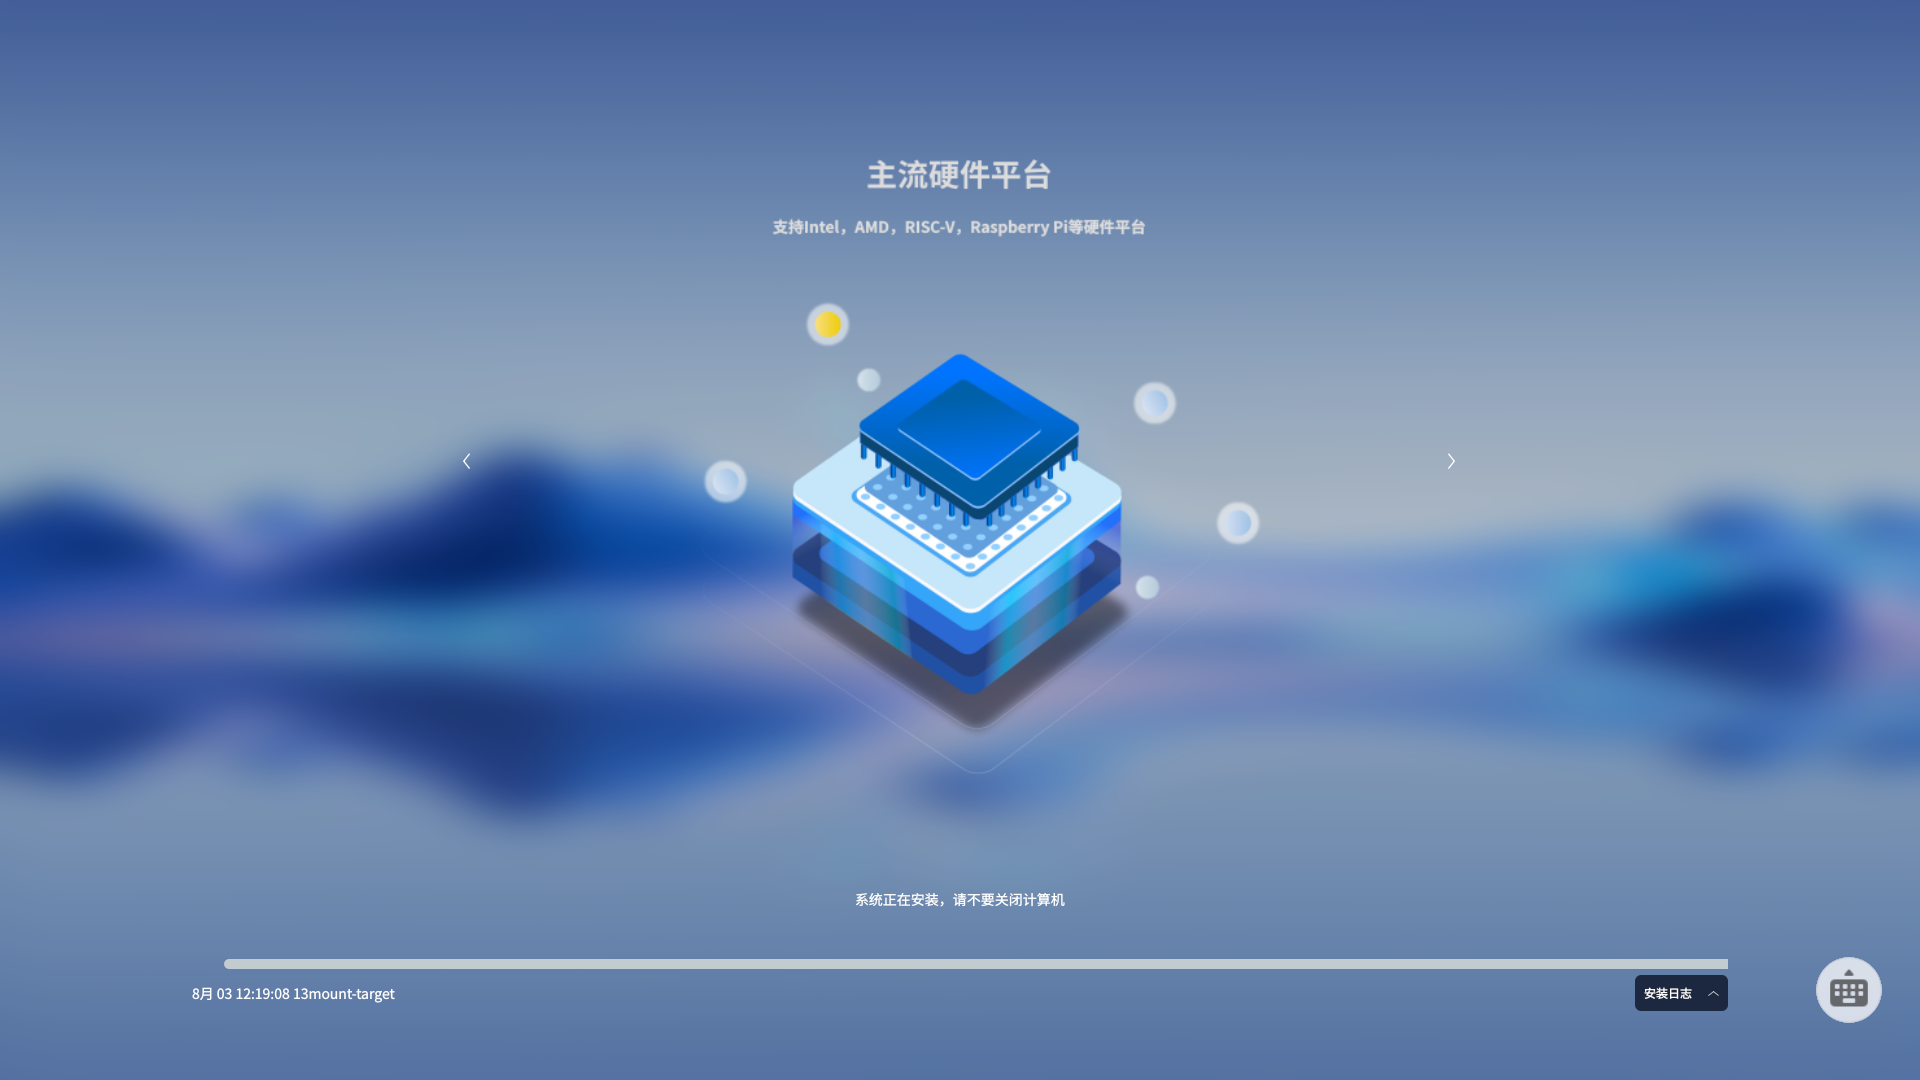 主流硬件平台
支持Intel，AMD，RISC-V，Raspberry Pi等硬件平台
系统正在安装，请不要关闭计算机
8月 03 12:19:08 13mount-target
安装日志